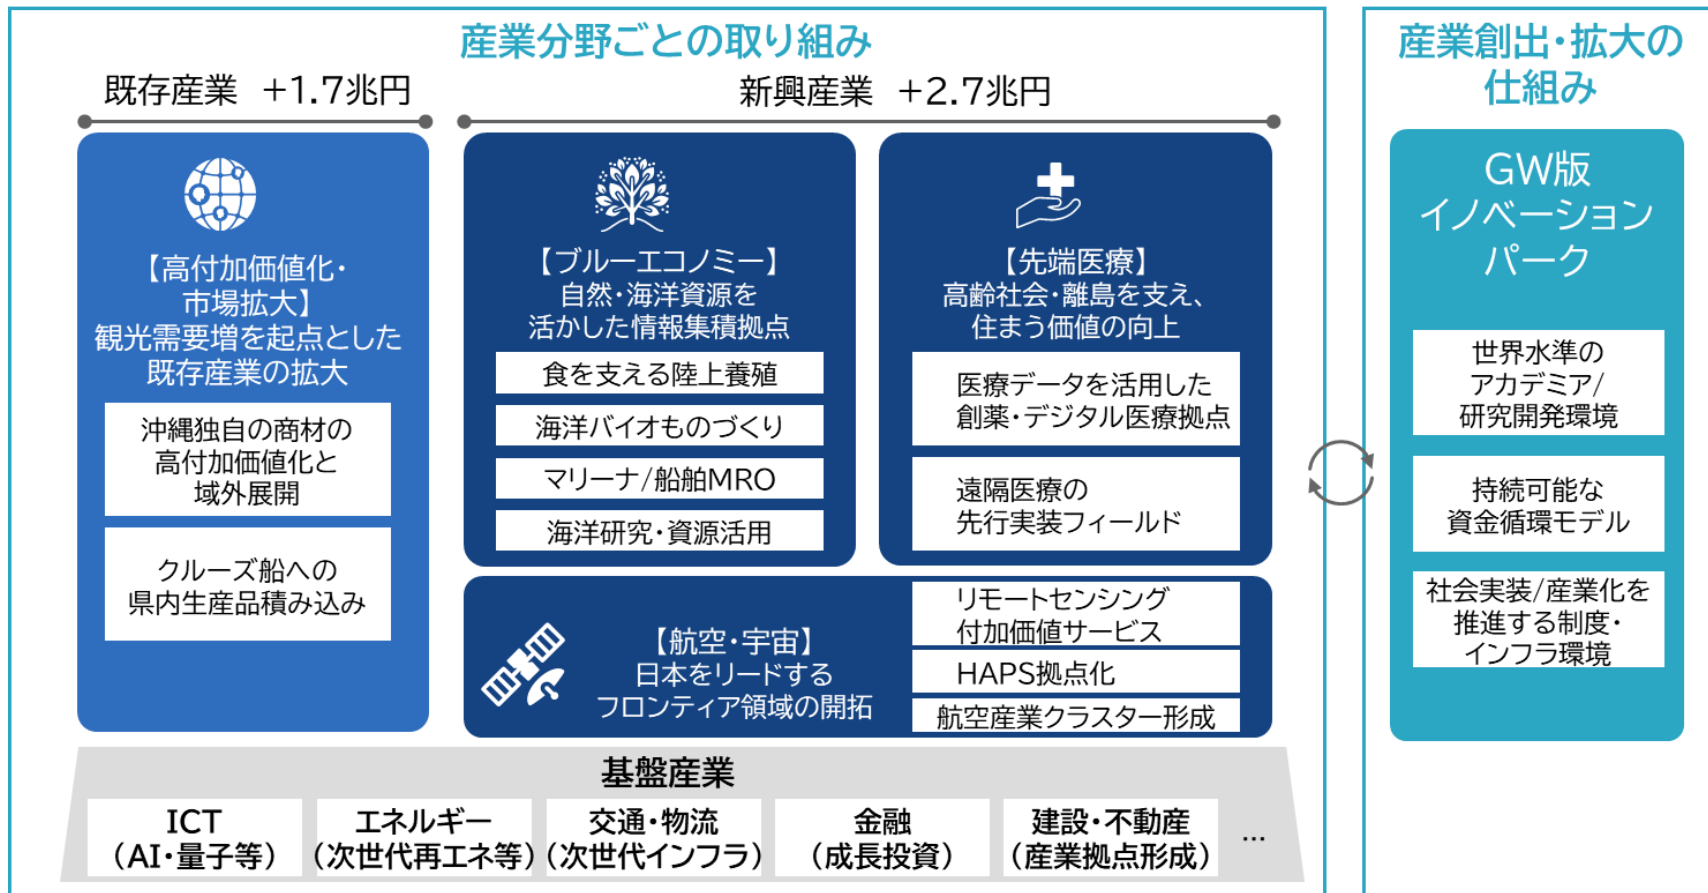 産業分野ごとの取り組み
既存産業 +1.7兆円
新興産業 +2.7兆円
【高付加価値化・
市場拡大】
観光需要増を起点とした
既存産業の拡大
沖縄独自の商材の
高付加価値化と
域外展開
クルーズ船への
県内生産品積み込み
【ブルーエコノミー】
自然・海洋資源を
活かした情報集積拠点
食を支える陸上養殖
海洋バイオものづくり
マリーナ/船舶MRO
海洋研究・資源活用
【先端医療】
高齢社会・離島を支え、
住まう価値の向上
医療データを活用した
創薬・デジタル医療拠点
遠隔医療の
先行実装フィールド
【航空・宇宙】
日本をリードする
フロンティア領域の開拓
リモートセンシング
付加価値サービス
HAPS拠点化
航空産業クラスター形成
基盤産業
ICT
(AI・量子等)
エネルギー
(次世代再エネ等)
交通・物流
(次世代インフラ)
金融
(成長投資)
建設・不動産
(産業拠点形成)
…
産業創出・拡大の
仕組み
GW版
イノベーション
パーク
世界水準の
アカデミア/
研究開発環境
持続可能な
資金循環モデル
社会実装/産業化を
推進する制度・
インフラ環境